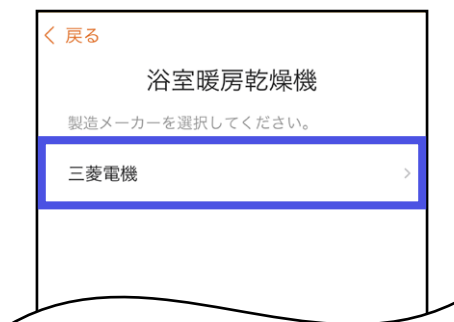 戻る
浴室暖房乾燥機
製造メーカーを選択してください。
三菱電機